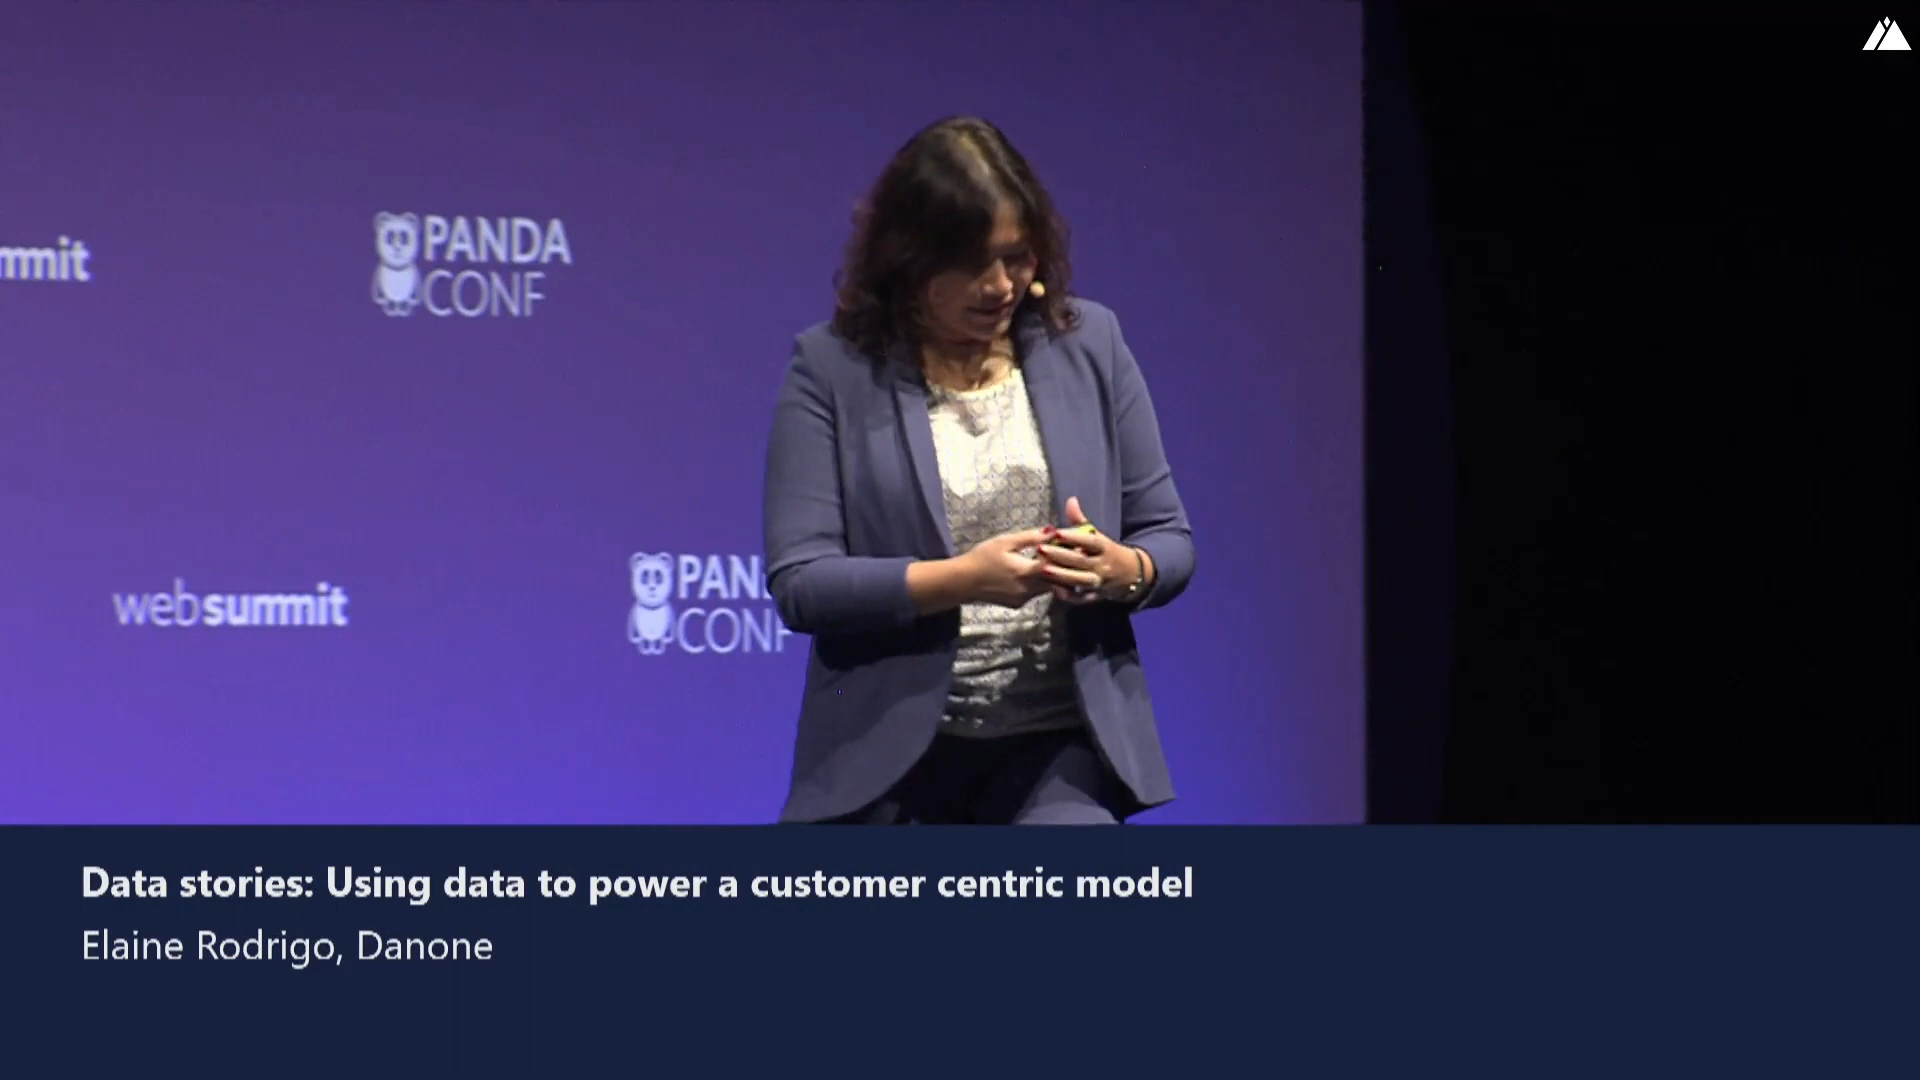 mmit
PANDA
CONF
websummit
PAN
CONF
Data stories: Using data to power a customer centric model
Elaine Rodrigo, Danone